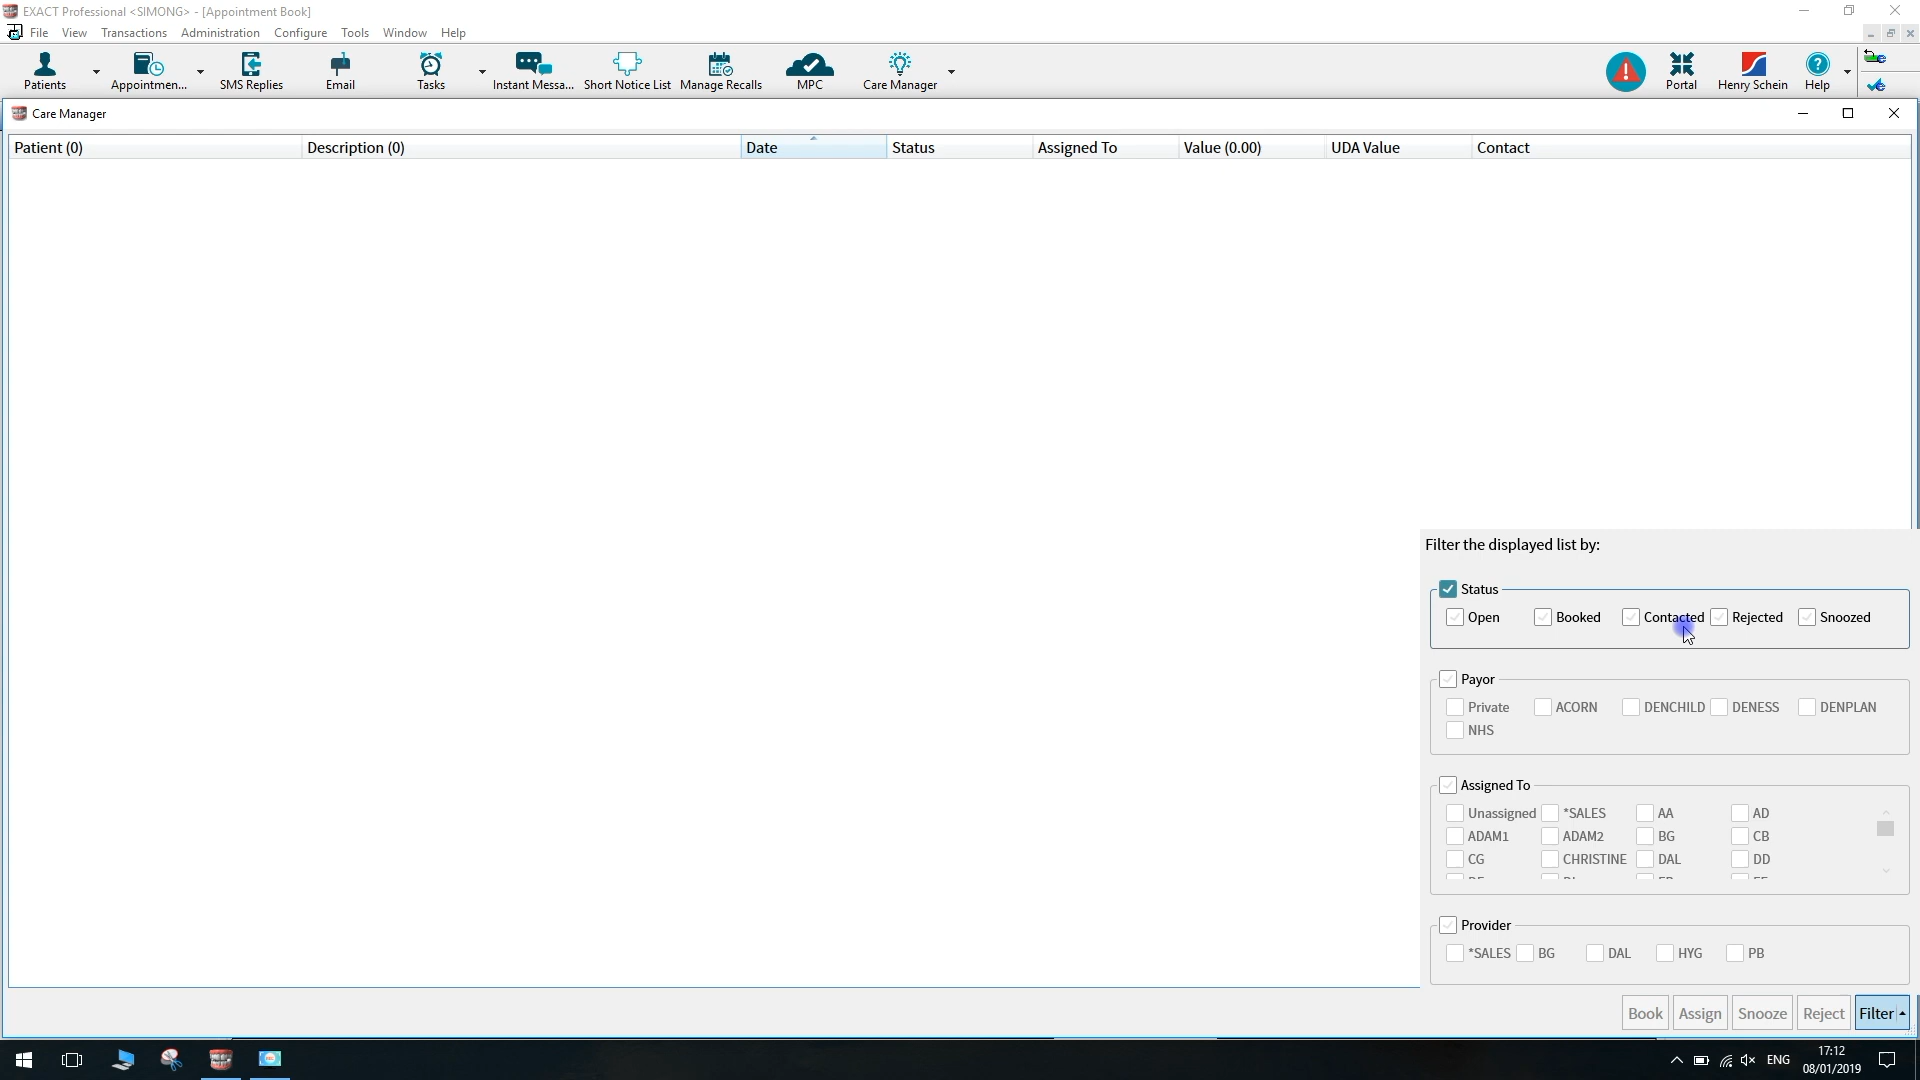 EXACT Professional <SIMONG> - [Appointment Book]
File View Transactions Administration Configure Tools Window Help
Patients Appointmen... SMS Replies Email Tasks Instant Messa... Short Notice List Manage Recalls MPC Care Manager Portal Henry Schein Help
Care Manager
Patient (0) Description (0) Date Status Assigned To Value (0.00) UDA Value Contact
Filter the displayed list by:
Status
Open Booked Contacted Rejected Snoozed
Payor
Private ACORN DENCHILD DENESS DENPLAN
NHS
Assigned To
Unassigned *SALES AA AD
ADAM1 ADAM2 BG CB
CG CHRISTINE DAL DD
Provider
*SALES BG DAL HYG PB
Book Assign Snooze Reject Filter
ENG 17:12
08/01/2019